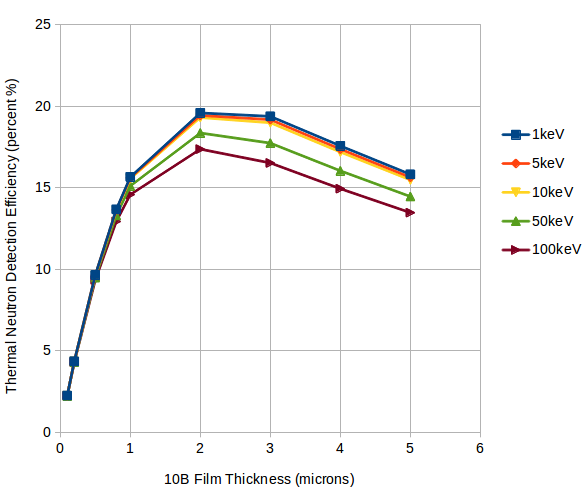 25
20
15
10
5
0
0
1
2
3
4
5
6
Thermal Neutron Detection Efficiency (percent %)
10B Film Thickness (microns)
1keV
5keV
10keV
50keV
100keV